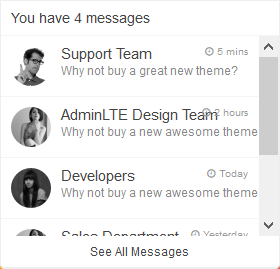 You have 4 messages
Support Team 5 mins
Why not buy a great new theme?
AdminLTE Design Team 2 hours
Why not buy a new awesome theme
Developers Today
Why not buy a new awesome theme
Sales Department Yesterday
See All Messages